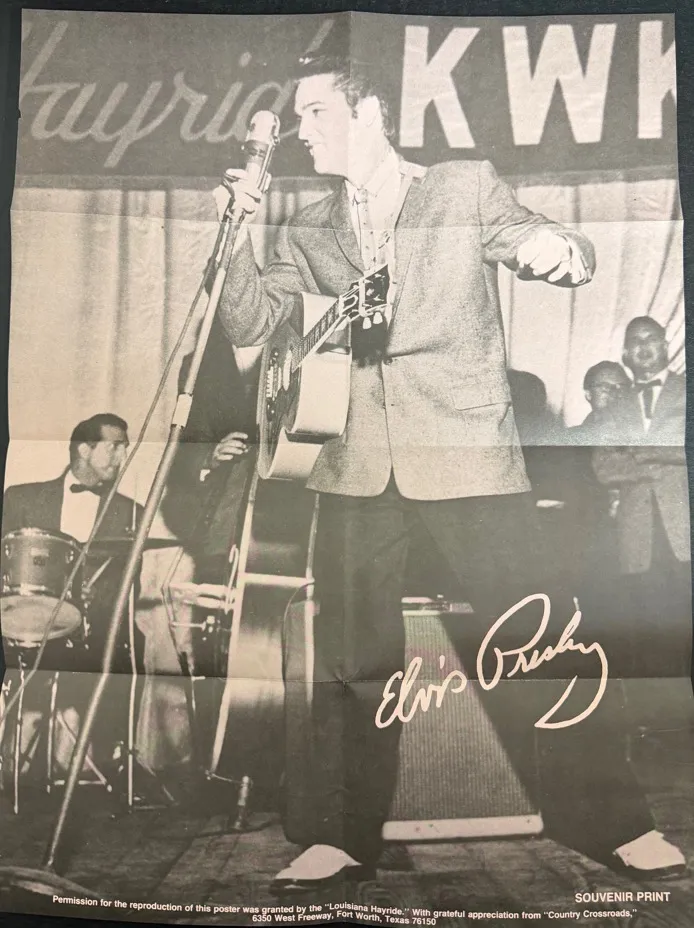 Hayride KWK
Elvis Presley
SOUVENIR PRINT
Permission for the reproduction of this poster was granted by the "Louisiana Hayride." With grateful appreciation from "Country Crossroads,"
6350 West Freeway, Fort Worth, Texas 76150